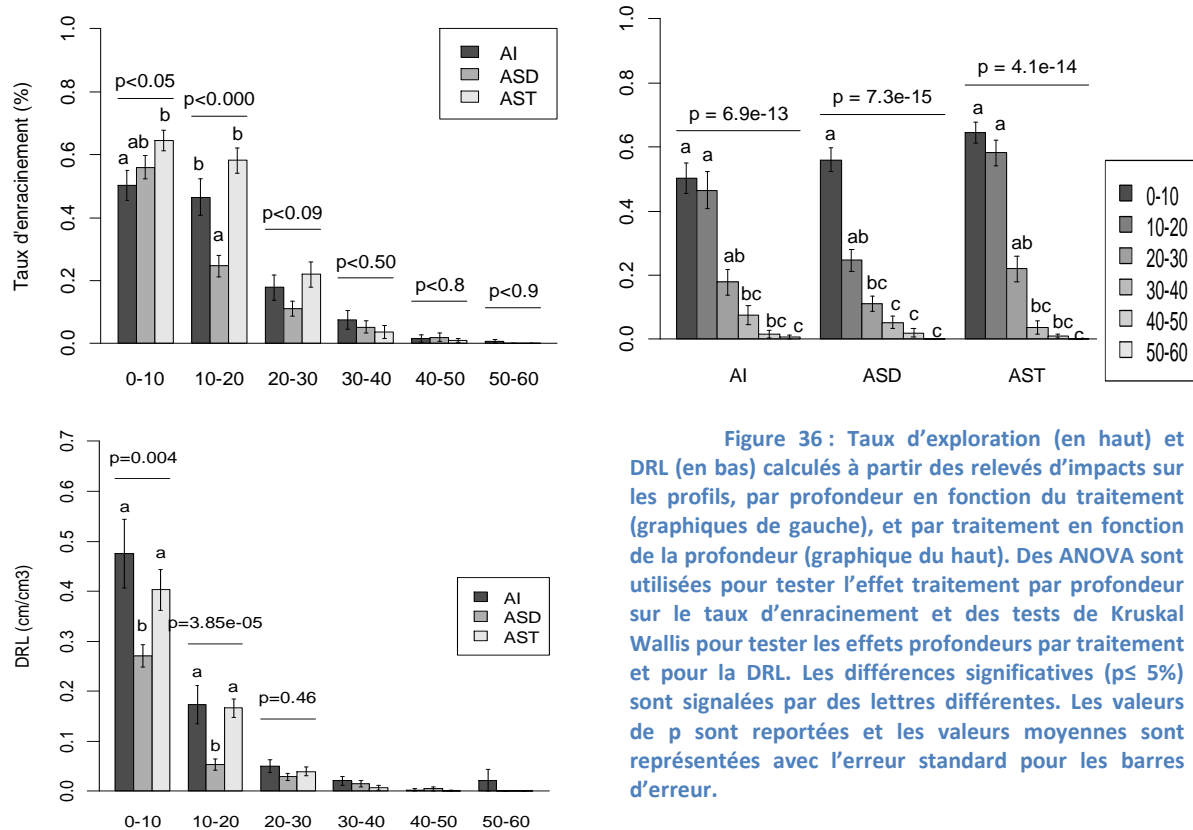 1.0
0.8
0.6
0.4
0.2
0.0
Taux d'enracinement (%)
AI
ASD
AST
p<0.05
p<0.000
p<0.09
p<0.50
p<0.8
p<0.9
a
ab
b
b
a
b
0-10
10-20
20-30
30-40
40-50
50-60
1.0
0.8
0.6
0.4
0.2
0.0
p = 6.9e-13
p = 7.3e-15
p = 4.1e-14
a
a
ab
bc
bc
c
a
ab
bc
c
c
c
a
a
ab
bc
bc
c
AI
ASD
AST
0-10
10-20
20-30
30-40
40-50
50-60
0.7
0.6
0.5
0.4
0.3
0.2
0.1
0.0
DRL (cm/cm3)
AI
ASD
AST
p=0.004
p=3.85e-05
p=0.46
a
b
a
a
b
a
0-10
10-20
20-30
30-40
40-50
50-60
Figure 36 : Taux d’exploration (en haut) et
DRL (en bas) calculés à partir des relevés d’impacts sur
les profils, par profondeur en fonction du traitement
(graphiques de gauche), et par traitement en fonction
de la profondeur (graphique du haut). Des ANOVA sont
utilisées pour tester l’effet traitement par profondeur
sur le taux d’enracinement et des tests de Kruskal
Wallis pour tester les effets profondeurs par traitement
et pour la DRL. Les différences significatives (p≤ 5%)
sont signalées par des lettres différentes. Les valeurs
de p sont reportées et les valeurs moyennes sont
représentées avec l’erreur standard pour les barres
d’erreur.